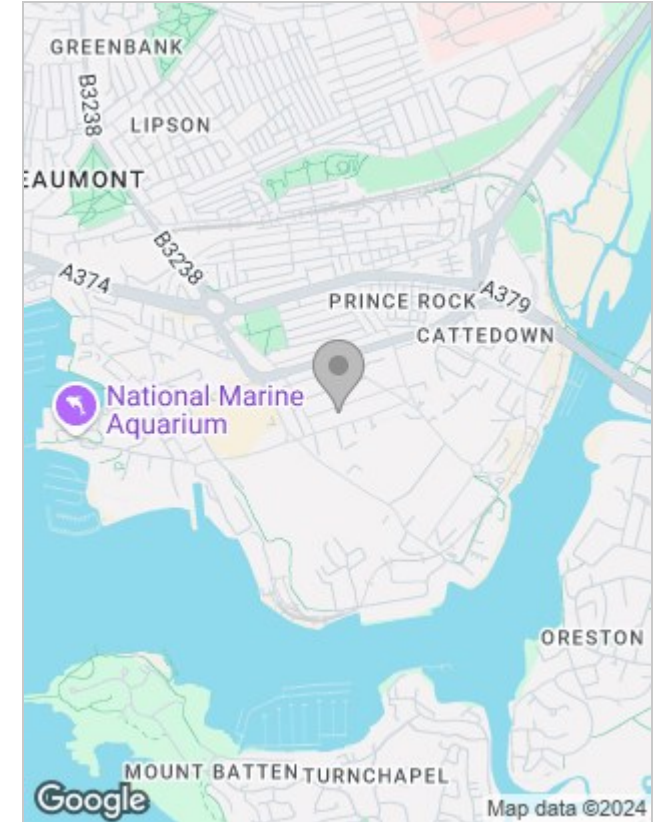 GREENBANK
B3238
LIPSON
EAUMONT
B3238
A374
PRINCE ROCK
A379
CATTEDOWN
National Marine
Aquarium
ORESTON
MOUNT BATTEN
TURNCHAPEL
Google
Map data ©2024